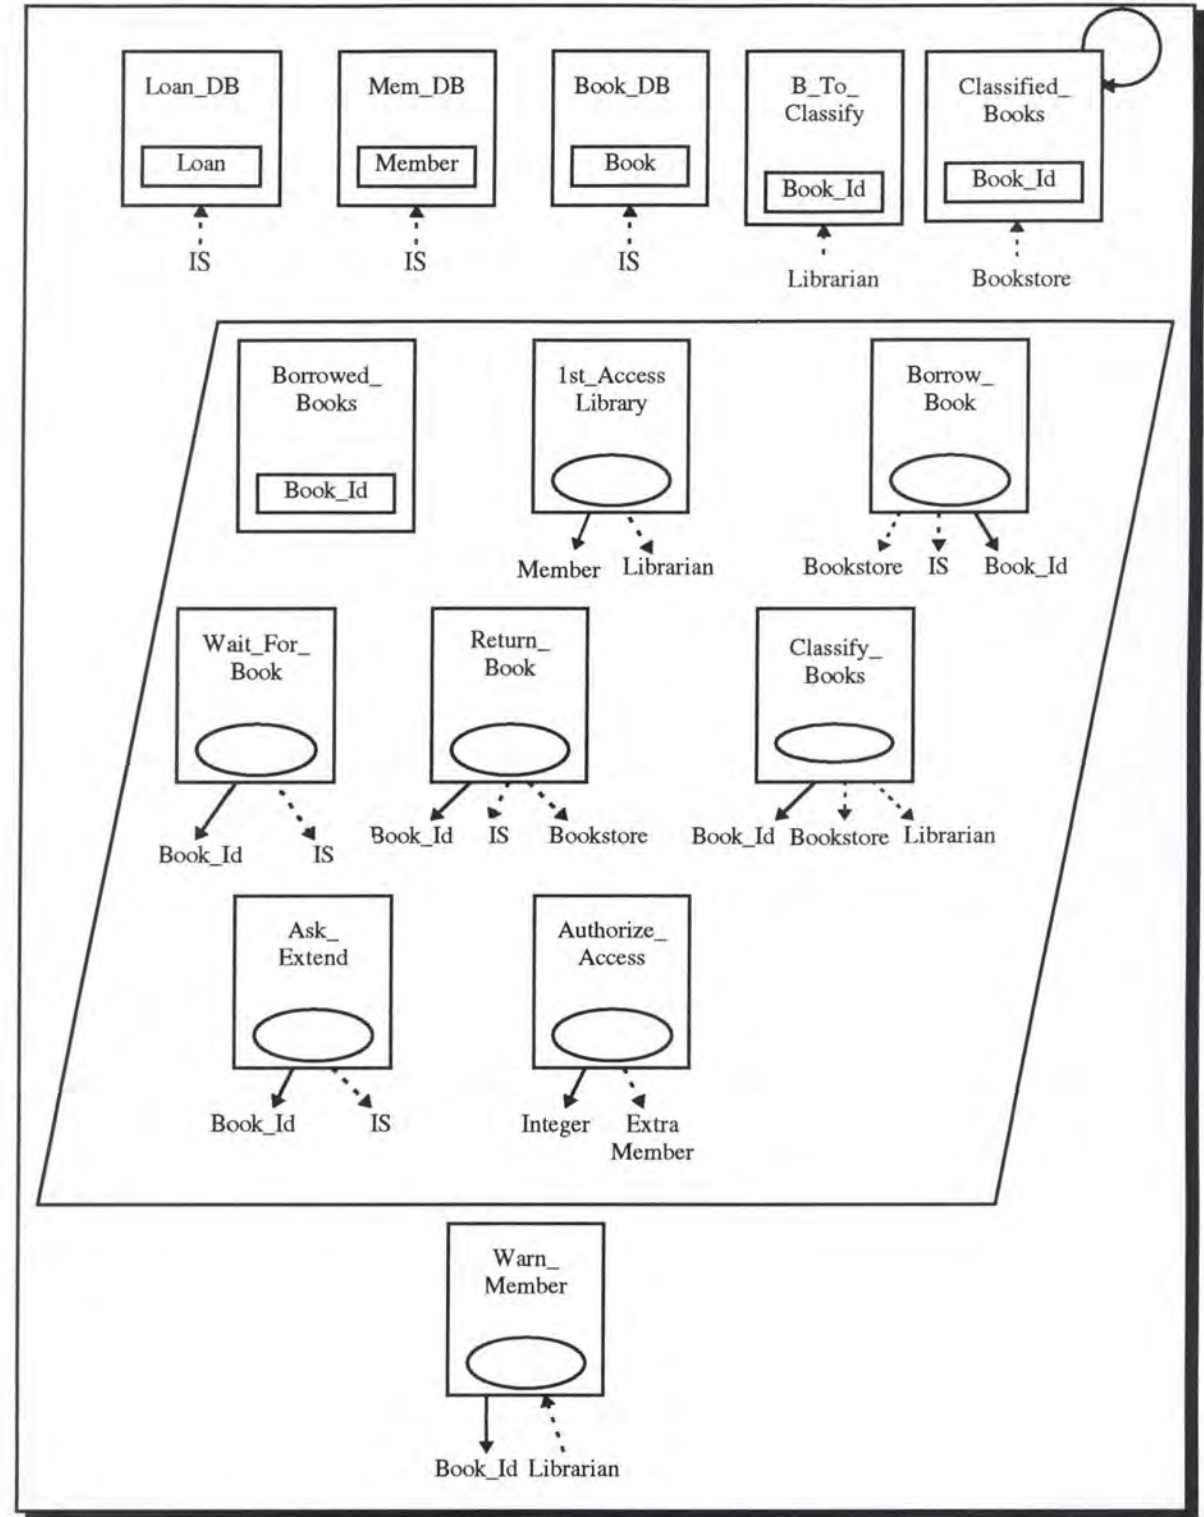 Loan_DB
Loan
IS
Mem_DB
Member
IS
Book_DB
Book
IS
B_To_
Classify
Book_Id
Librarian
Classified_
Books
Book_Id
Bookstore
Borrowed_
Books
Book_Id
1st_Access
Library
Member Librarian
Borrow_
Book
Bookstore IS Book_Id
Wait_For_
Book
Book_Id IS
Return_
Book
Book_Id IS Bookstore
Classify_
Books
Book_Id Bookstore Librarian
Ask_
Extend
Book_Id IS
Authorize_
Access
Integer Extra
Member
Warn_
Member
Book_Id Librarian